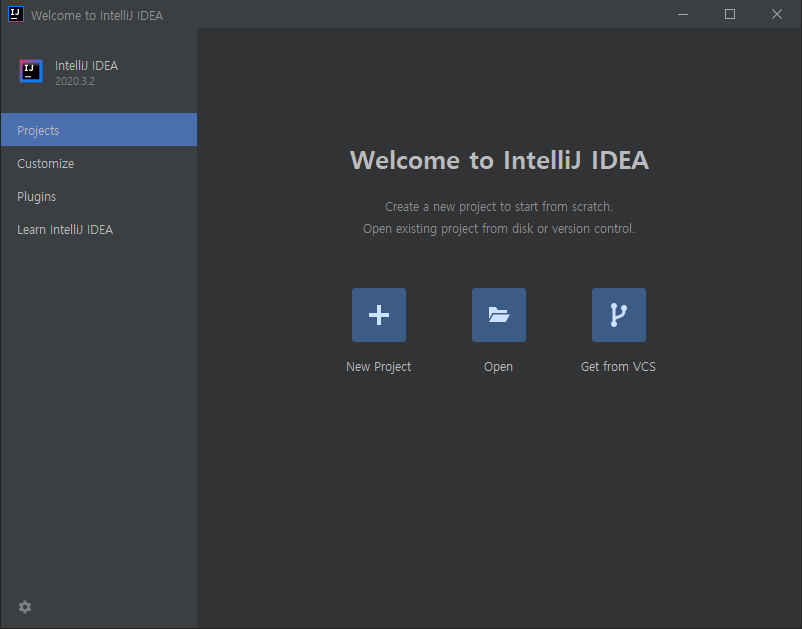 IJ Welcome to IntelliJ IDEA
IJ
IntelliJ IDEA
2020.3.2
Projects
Customize
Plugins
Learn IntelliJ IDEA
Welcome to IntelliJ IDEA
Create a new project to start from scratch.
Open existing project from disk or version control.
New Project
Open
Get from VCS